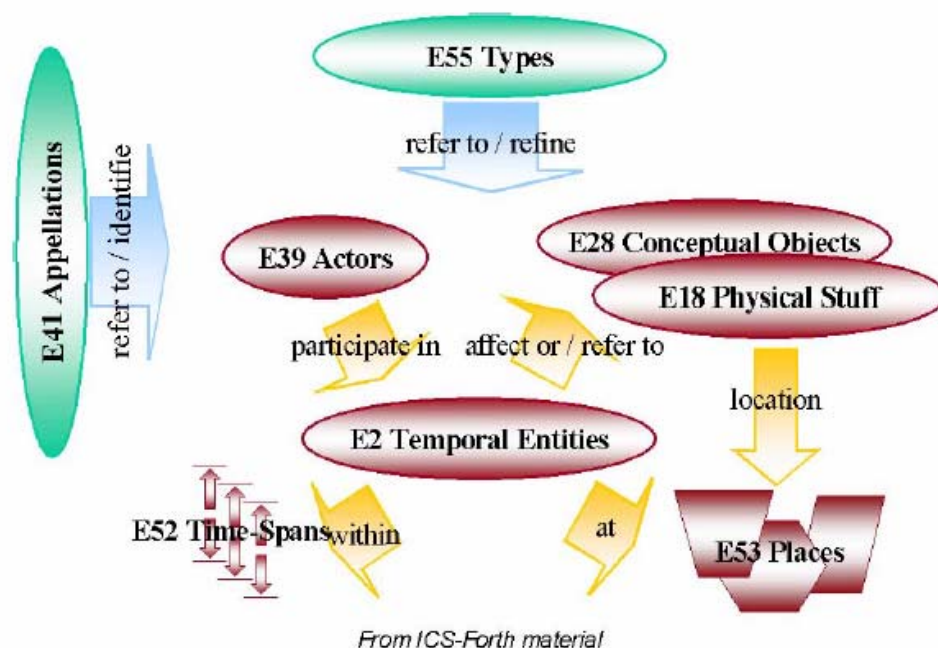 E55 Types
refer to / refine
E41 Appellations
refer to / identifie
E39 Actors
E28 Conceptual Objects
E18 Physical Stuff
participate in
affect or / refer to
location
E2 Temporal Entities
E52 Time-Spans
within
at
E53 Places
From ICS-Forth material